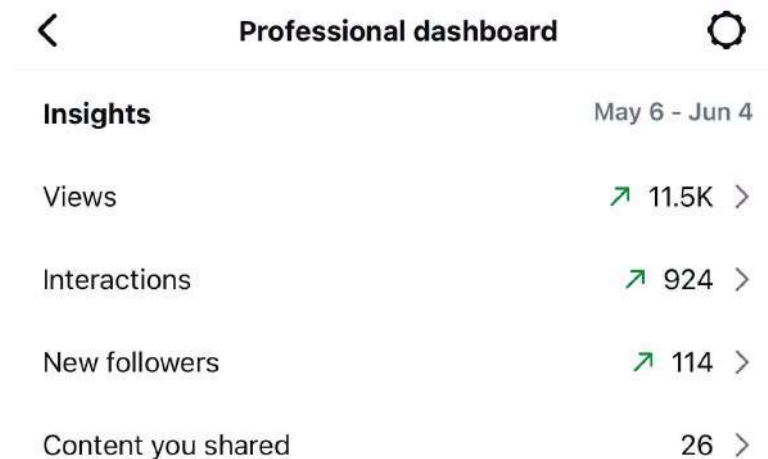 Professional dashboard
Insights May 6 - Jun 4
Views 11.5K
Interactions 924
New followers 114
Content you shared 26